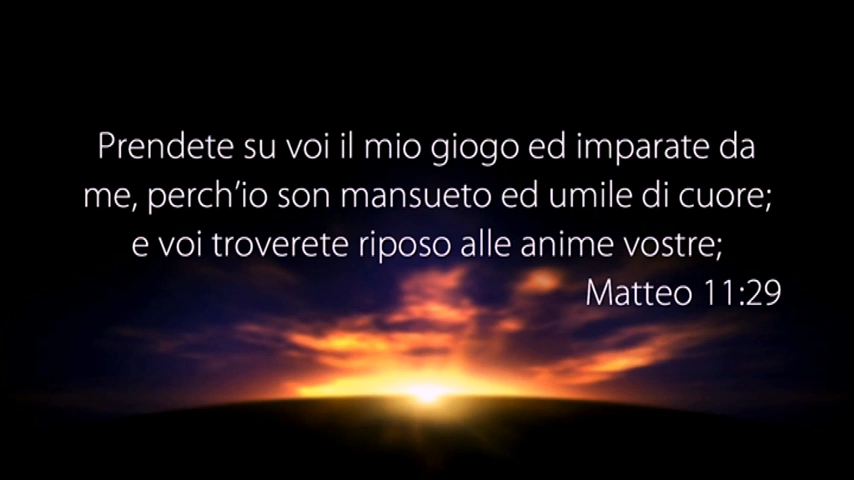 Prendete su voi il mio giogo ed imparate da
me, perch'io son mansueto ed umile di cuore;
e voi troverete riposo alle anime vostre;
Matteo 11:29